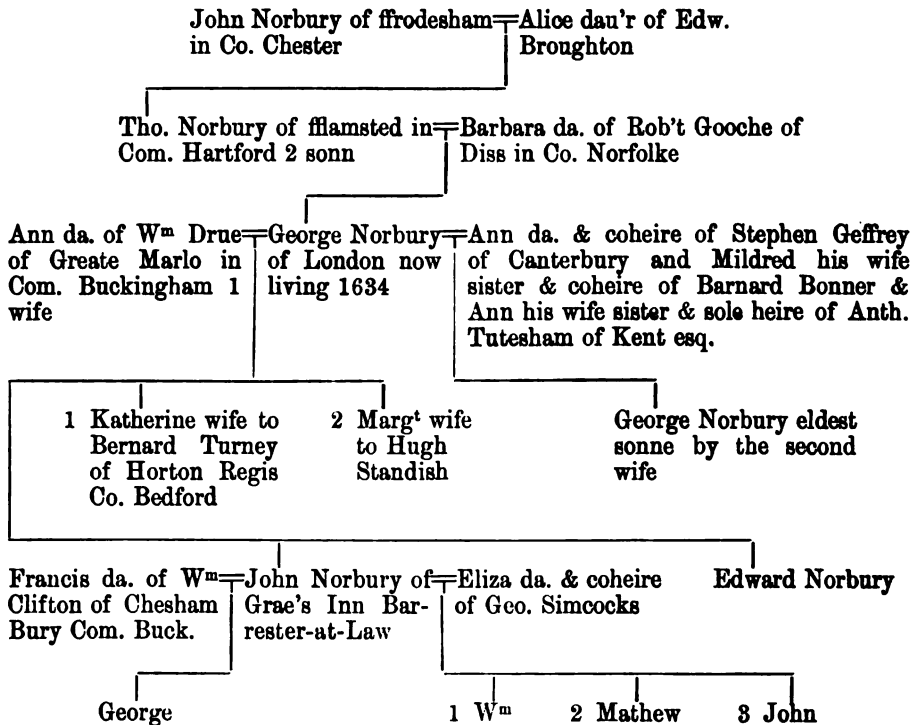 John Norbury of ffrodesham
in Co. Chester
Alice dau'r of Edw.
Broughton
Tho. Norbury of fflamsted in
Com. Hartford 2 sonn
Barbara da. of Rob't Gooche of
Diss in Co. Norfolke
Ann da. of Wᵐ Drue
of Greate Marlo in
Com. Buckingham 1
wife
George Norbury
of London now
living 1634
Ann da. & coheire of Stephen Geffrey
of Canterbury and Mildred his wife
sister & coheire of Barnard Bonner &
Ann his wife sister & sole heire of Anth.
Tutesham of Kent esq.
1 Katherine wife to
Bernard Turney
of Horton Regis
Co. Bedford
2 Margᵗ wife
to Hugh
Standish
George Norbury eldest
sonne by the second
wife
Francis da. of Wᵐ
Clifton of Chesham
Bury Com. Buck.
John Norbury of
Grae's Inn Bar-
rester-at-Law
Eliza da. & coheire
of Geo. Simcocks
Edward Norbury
George
1 Wᵐ
2 Mathew
3 John